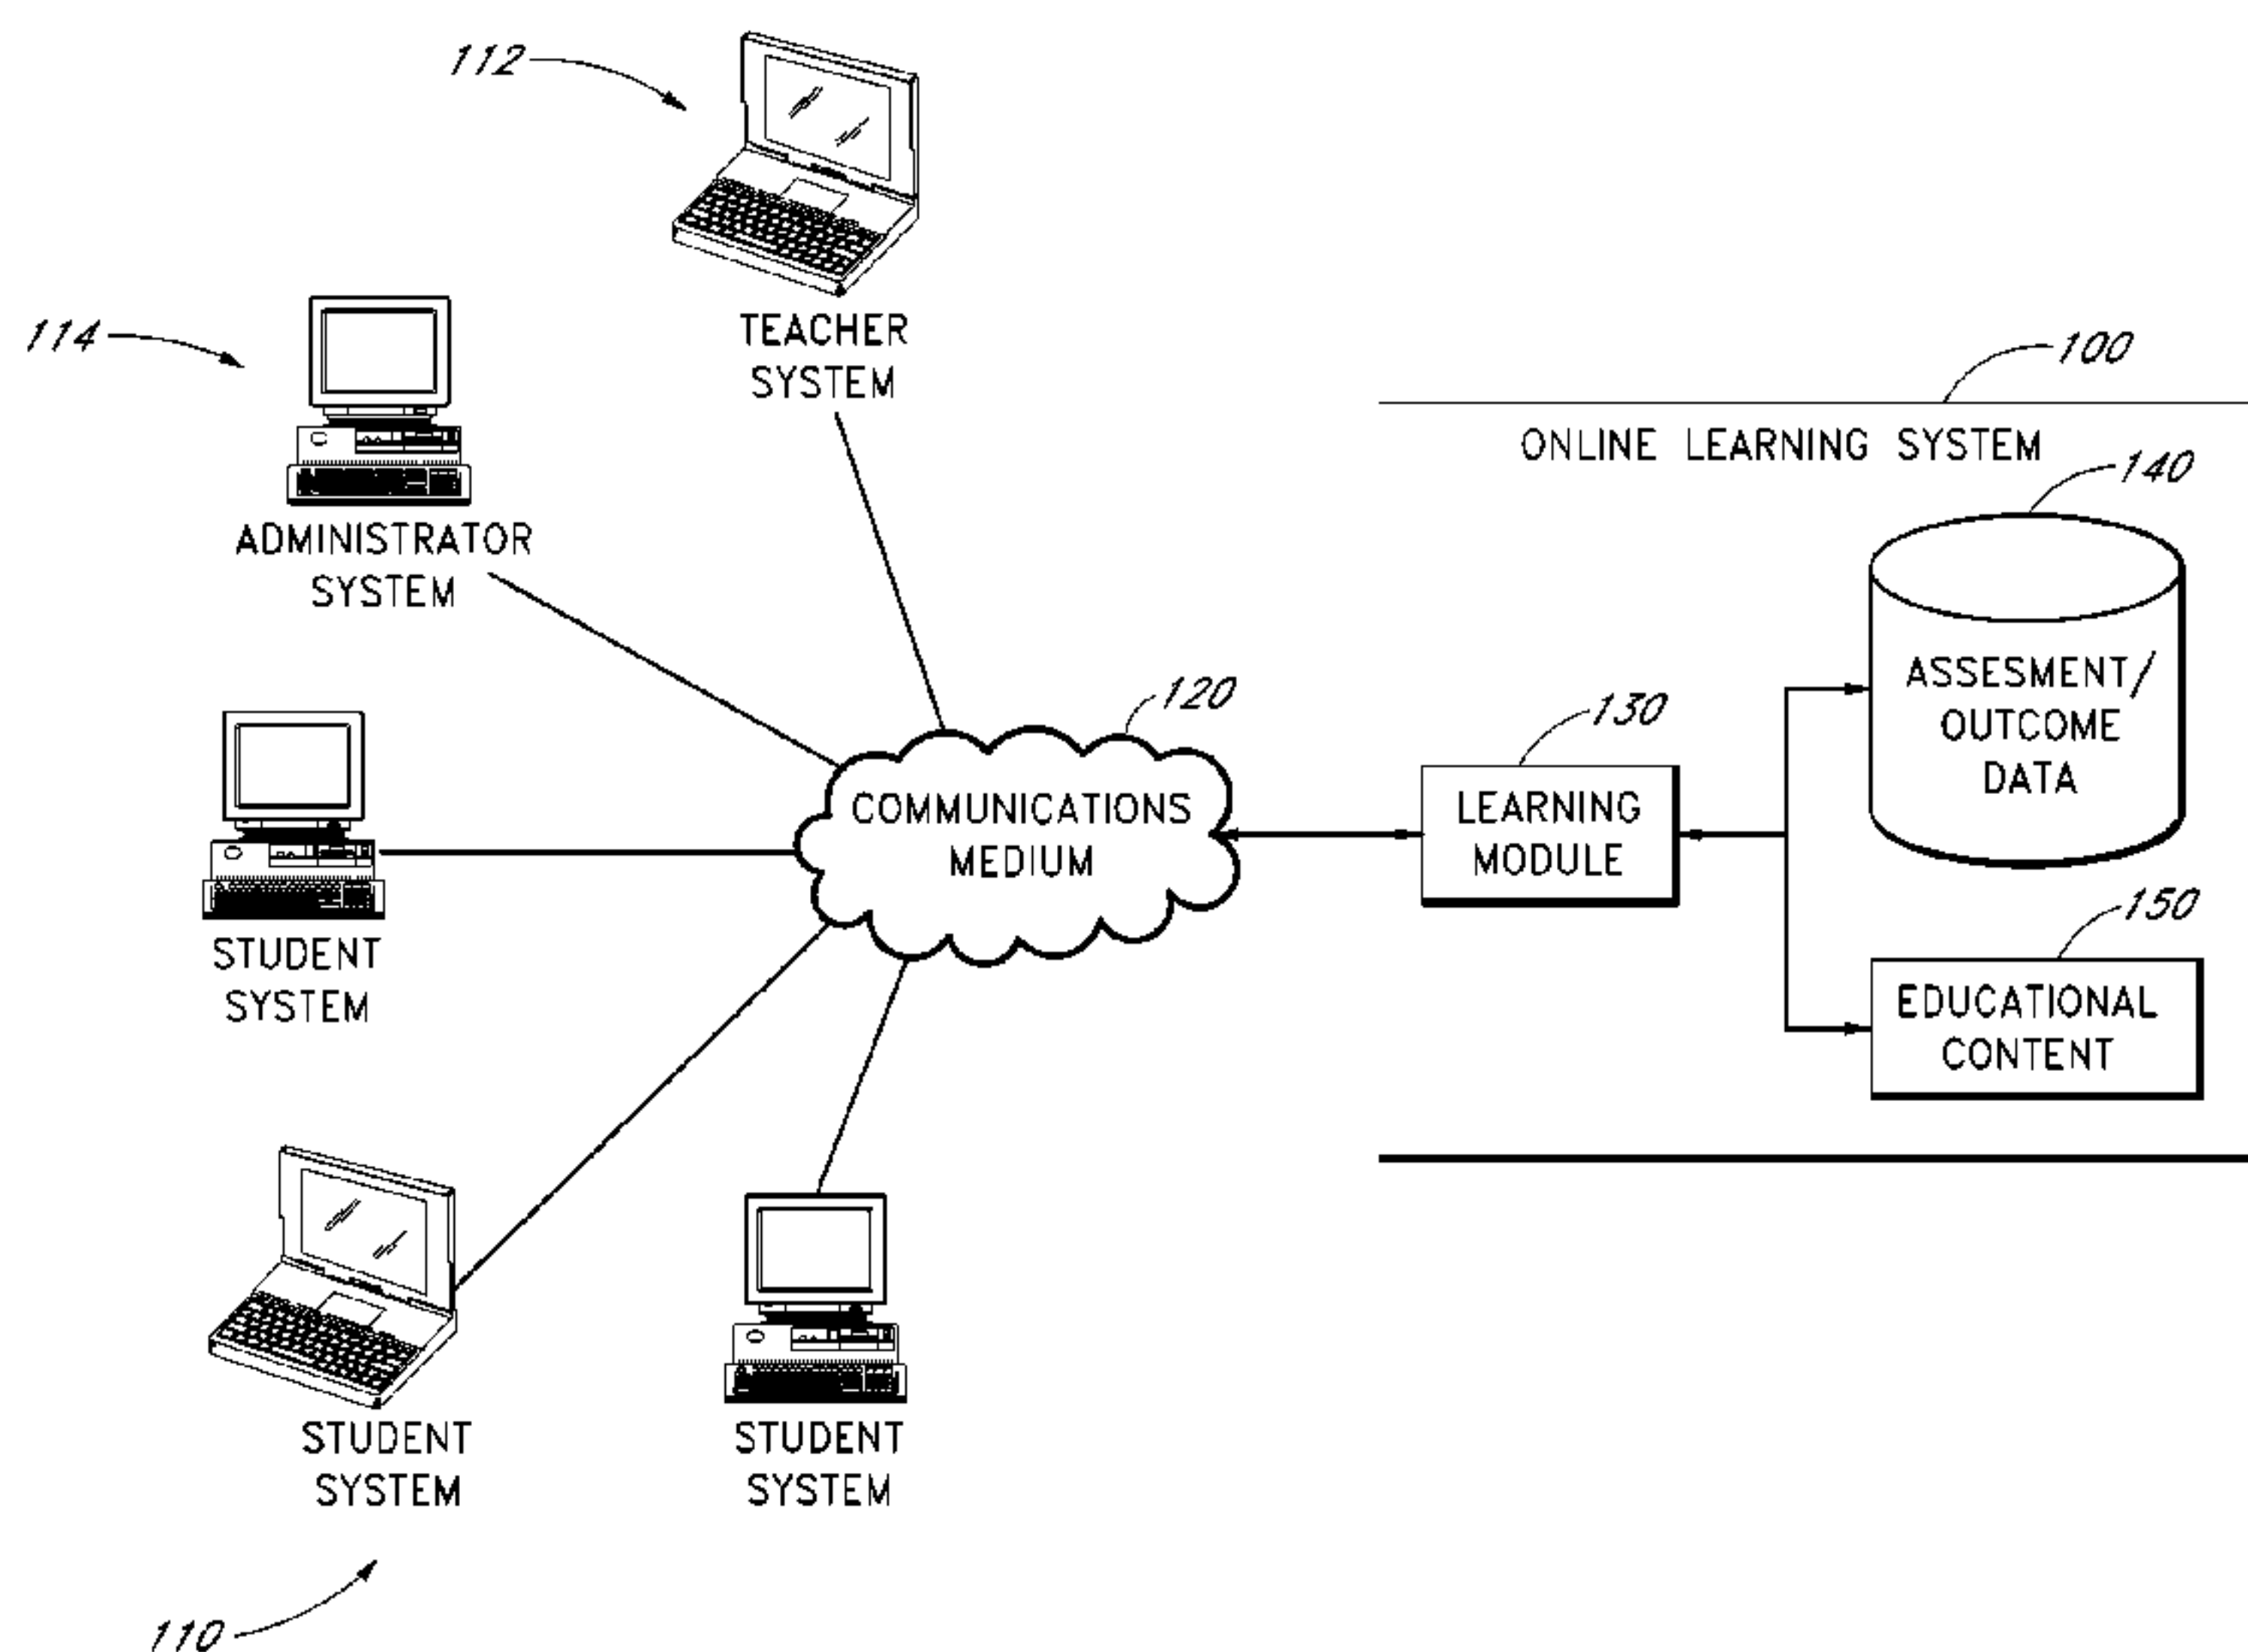 112
TEACHER
SYSTEM
114
ADMINISTRATOR
SYSTEM
100
ONLINE LEARNING SYSTEM
140
ASSESMENT/
OUTCOME
DATA
120
COMMUNICATIONS
MEDIUM
130
LEARNING
MODULE
150
EDUCATIONAL
CONTENT
STUDENT
SYSTEM
STUDENT
SYSTEM
STUDENT
SYSTEM
110